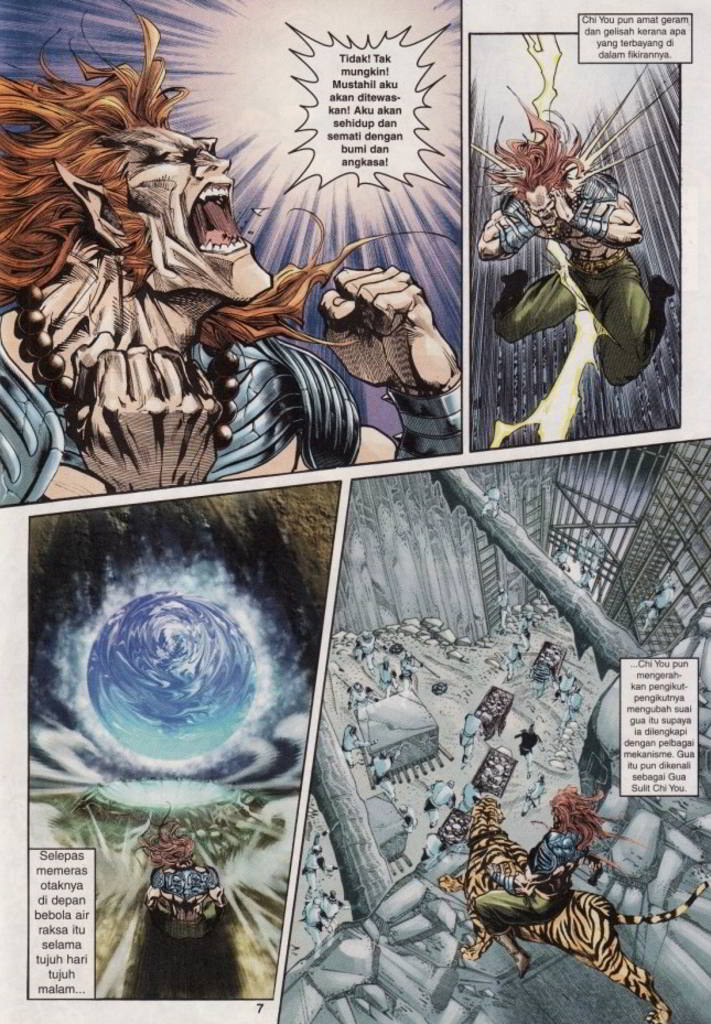 Tidak! Tak
mungkin!
Mustahil aku
akan ditewas-
kan! Aku akan
sehidup dan
semati dengan
bumi dan
angkasa!
Chi You pun amat geram
dan gelisah kerana apa
yang terbayang di
dalam fikirannya.
Selepas
memeras
otaknya
di depan
bebola air
raksa itu
selama
tujuh hari
tujuh
malam...
...Chi You pun
mengerah-
kan pengikut-
pengikutnya
mengubah suai
gua itu supaya
ia dilengkapi
dengan pelbagai
mekanisme. Gua
itu pun dikenali
sebagai Gua
Sulit Chi You.
7